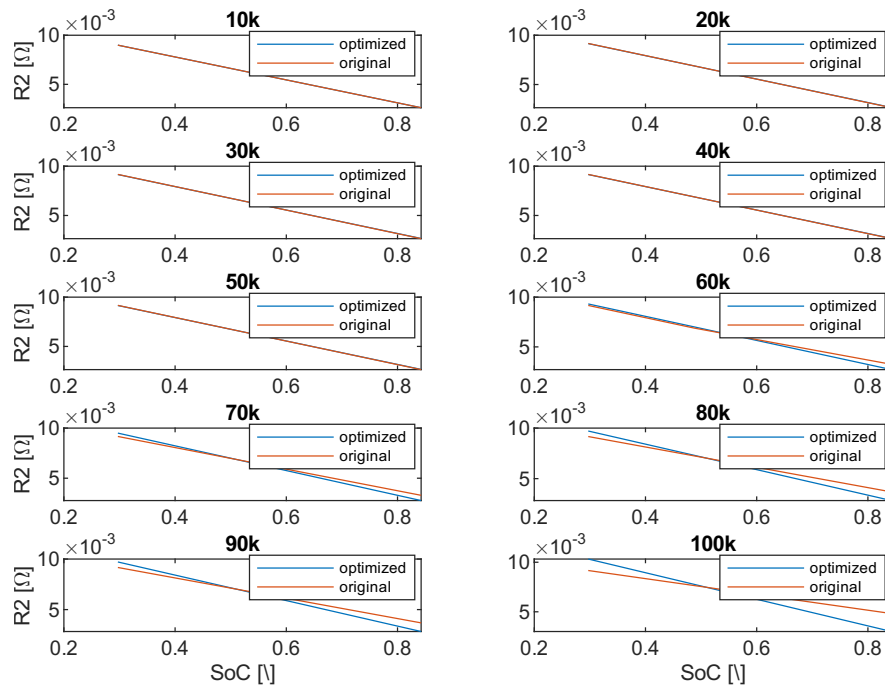 10k
×10⁻³
10
5
R2 [Ω]
optimized
original
0.2
0.4
0.6
0.8
20k
×10⁻³
10
5
optimized
original
0.2
0.4
0.6
0.8
30k
×10⁻³
10
5
R2 [Ω]
optimized
original
0.2
0.4
0.6
0.8
40k
×10⁻³
10
5
optimized
original
0.2
0.4
0.6
0.8
50k
×10⁻³
10
5
R2 [Ω]
optimized
original
0.2
0.4
0.6
0.8
60k
×10⁻³
10
5
optimized
original
0.2
0.4
0.6
0.8
70k
×10⁻³
10
5
R2 [Ω]
optimized
original
0.2
0.4
0.6
0.8
80k
×10⁻³
10
5
optimized
original
0.2
0.4
0.6
0.8
90k
×10⁻³
10
5
R2 [Ω]
optimized
original
0.2
0.4
0.6
0.8
SoC [\]
100k
×10⁻³
10
5
optimized
original
0.2
0.4
0.6
0.8
SoC [\]